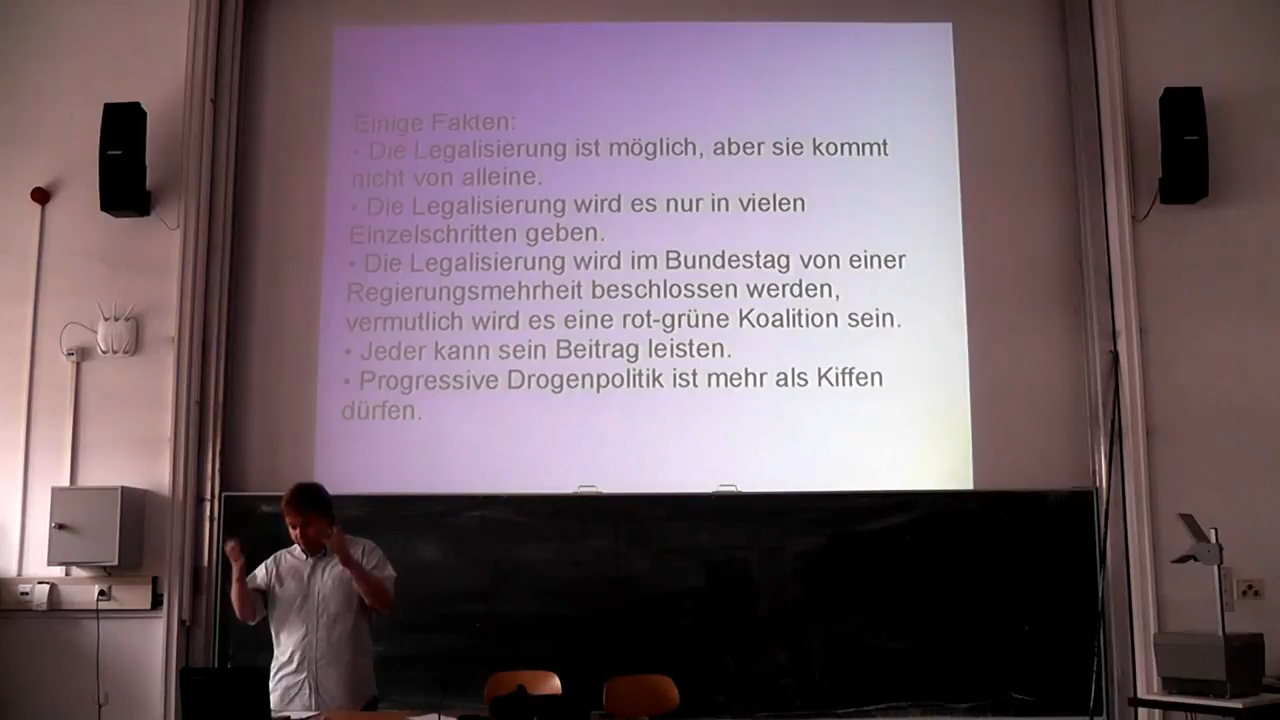 Einige Fakten:
• Die Legalisierung ist möglich, aber sie kommt
nicht von alleine.
• Die Legalisierung wird es nur in vielen
Einzelschritten geben.
• Die Legalisierung wird im Bundestag von einer
Regierungsmehrheit beschlossen werden,
vermutlich wird es eine rot-grüne Koalition sein.
• Jeder kann sein Beitrag leisten.
• Progressive Drogenpolitik ist mehr als Kiffen
dürfen.